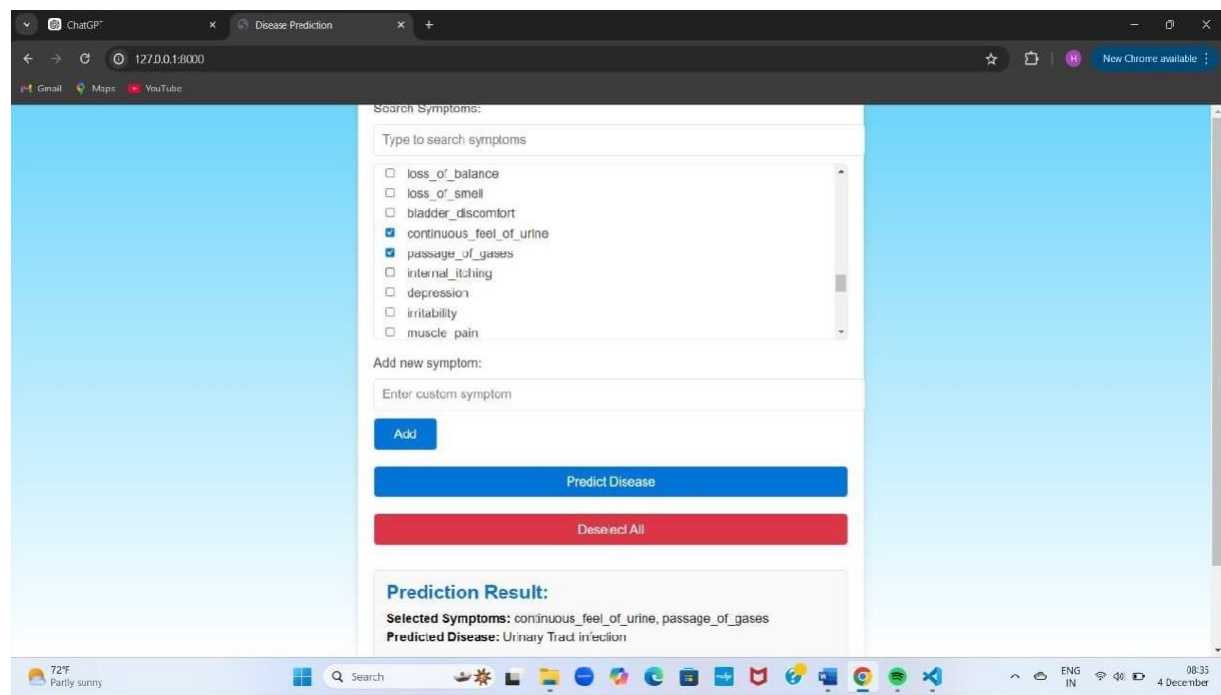 ChatGPT
Disease Prediction
127.0.0.1:8000
New Chrome available
Gmail Maps YouTube
Search Symptoms:
Type to search symptoms
loss_of_balance
loss_of_smell
bladder_discomfort
continuous_feel_of_urine
passage_of_gases
internal_itching
depression
irritability
muscle_pain
Add new symptom:
Enter custom symptom
Add
Predict Disease
Deselect All
Prediction Result:
Selected Symptoms: continuous_feel_of_urine, passage_of_gases
Predicted Disease: Urinary Tract infection
72°F
Partly sunny
Search
ENG
IN
08:35
4 December